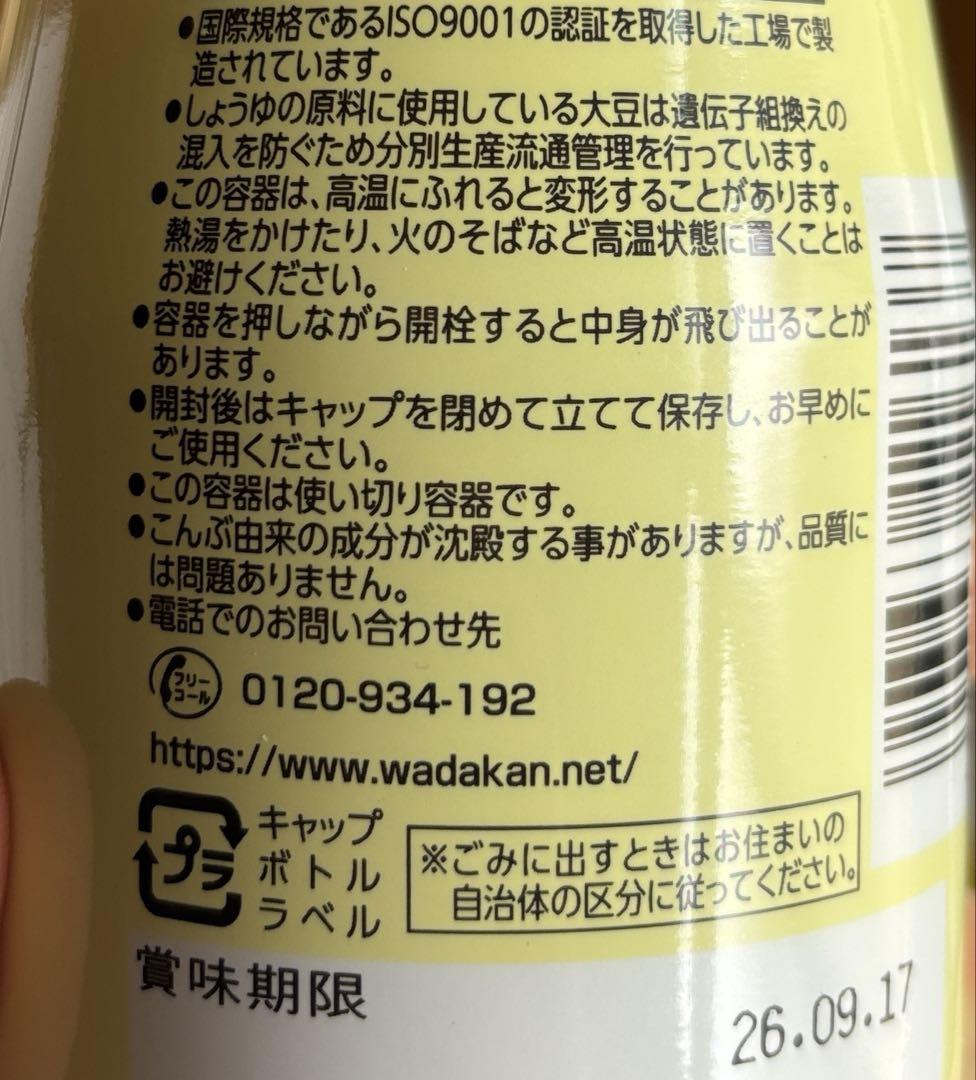 ●国際規格であるISO9001の認証を取得した工場で製
造されています。
●しょうゆの原料に使用している大豆は遺伝子組換えの
混入を防ぐため分別生産流通管理を行っています。
●この容器は、高温にふれると変形することがあります。
熱湯をかけたり、火のそばなど高温状態に置くことは
お避けください。
●容器を押しながら開栓すると中身が飛び出ることが
あります。
●開封後はキャップを閉めて立てて保存し、お早めに
ご使用ください。
●この容器は使い切り容器です。
●こんぶ由来の成分が沈殿する事がありますが、品質に
は問題ありません。
●電話でのお問い合わせ先
フリー
コール
0120-934-192
https://www.wadakan.net/
プラ
キャップ
ボトル
ラベル
※ごみに出すときはお住まいの
自治体の区分に従ってください。
賞味期限
26.09.17